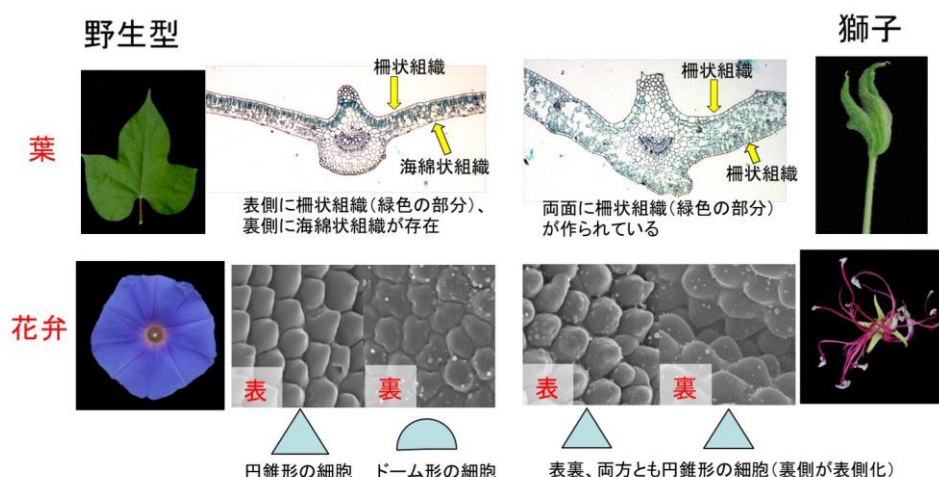 野生型
獅子
葉
柵状組織
海綿状組織
柵状組織
柵状組織
表側に柵状組織(緑色の部分)、
裏側に海綿状組織が存在
両面に柵状組織(緑色の部分)
が作られている
花弁
表
裏
表
裏
円錐形の細胞
ドーム形の細胞
表裏、両方とも円錐形の細胞(裏側が表側化)